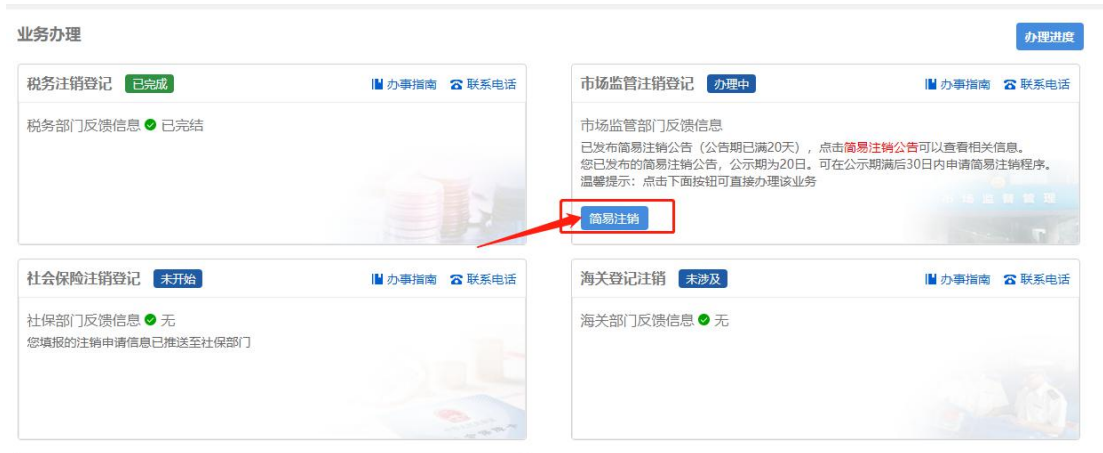 业务办理
办理进度
税务注销登记 已完成 办事指南 联系电话
税务部门反馈信息 已完结
市场监管注销登记 办理中 办事指南 联系电话
市场监管部门反馈信息
已发布简易注销公告（公告期已满20天），点击简易注销公告可以查看相关信息。
您已发布的简易注销公告，公示期为20日。可在公示期满后30日内申请简易注销程序。
温馨提示：点击下面按钮可直接办理该业务
简易注销
社会保险注销登记 未开始 办事指南 联系电话
社保部门反馈信息 无
您填报的注销申请信息已推送至社保部门
海关登记注销 未涉及 办事指南 联系电话
海关部门反馈信息 无